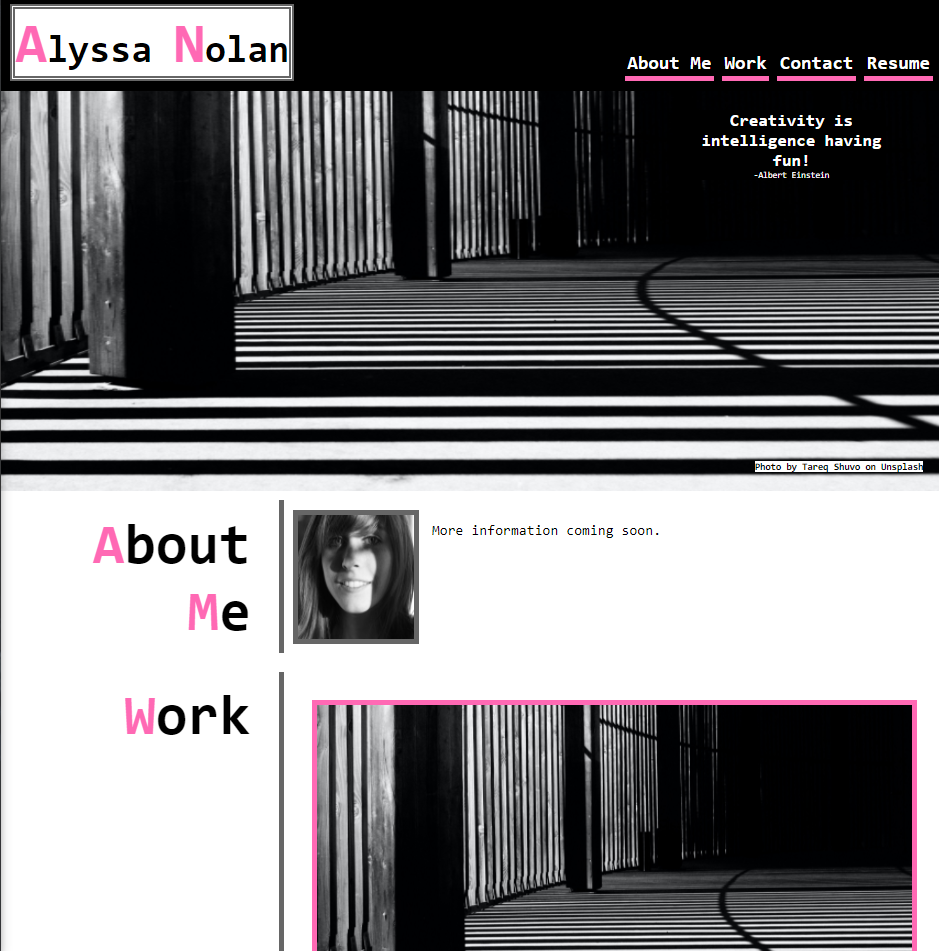 Alyssa Nolan
About Me Work Contact Resume
Creativity is
intelligence having
fun!
-Albert Einstein
Photo by Tareq Shuvo on Unsplash
About
Me
More information coming soon.
Work